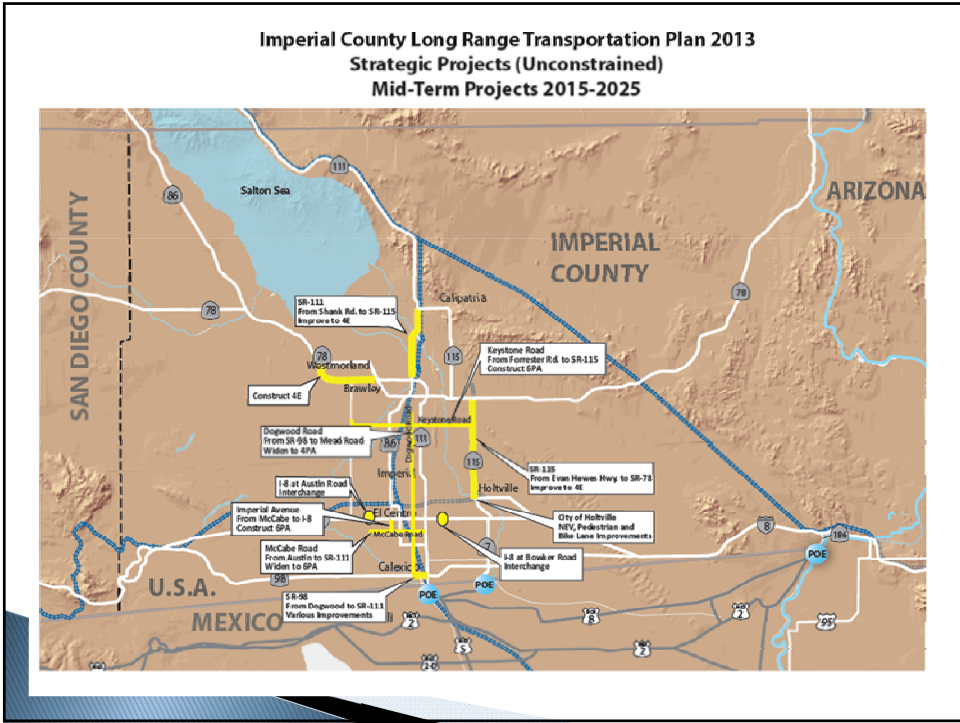 Imperial County Long Range Transportation Plan 2013
Strategic Projects (Unconstrained)
Mid-Term Projects 2015-2025
111
86
Salton Sea
ARIZONA
SAN DIEGO COUNTY
IMPERIAL
COUNTY
78
78
SR-111
From Shank Rd. to SR-115
Improve to 4E
Calipatria
115
Keystone Road
From Forrester Rd. to SR-115
Construct 6PA
78
Westmorland
Brawley
Construct 4E
Keystone Road
Dogwood Road
Dogwood Road
From SR-98 to Mead Road
Widen to 4PA
86
111
115
SR-115
From Evan Hewes Hwy. to SR-78
Improve to 4E
Imperial
Holtville
I-8 at Austin Road
Interchange
El Centro
Imperial Avenue
From McCabe to I-8
Construct 6PA
City of Holtville
NEV, Pedestrian and
Bike Lane Improvements
8
186
McCabe Road
McCabe Road
From Austin to SR-111
Widen to 6PA
7
I-8 at Bowker Road
Interchange
POE
Calexico
98
U.S.A.
POE
POE
SR-98
From Dogwood to SR-111
Various Improvements
MEXICO
2
8
2
95
5
2